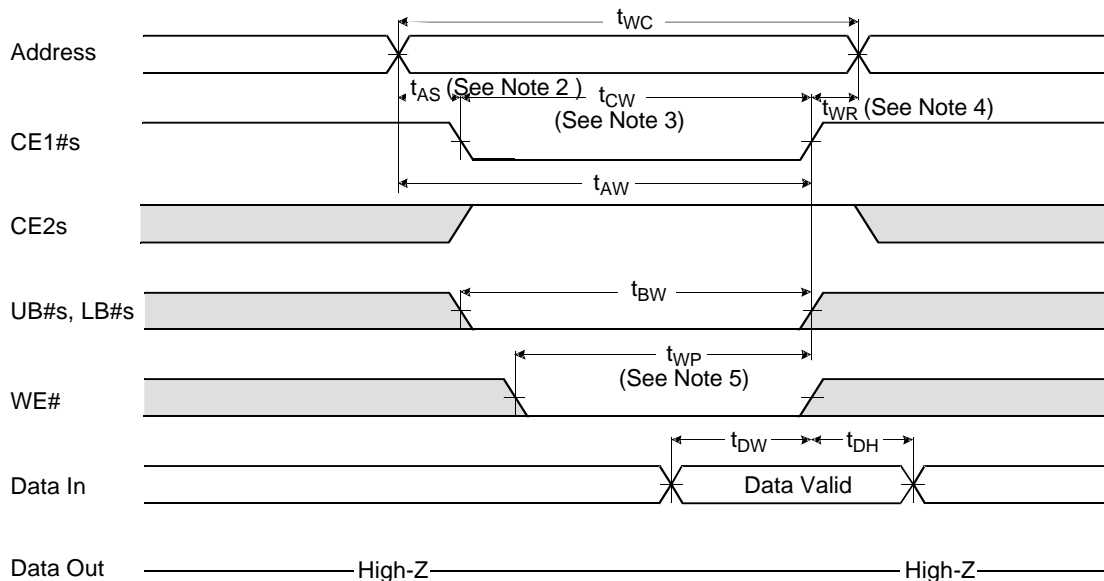 tWC
Address
tAS (See Note 2 )
tCW
(See Note 3)
tWR (See Note 4)
CE1#s
tAW
CE2s
tBW
UB#s, LB#s
tWP
(See Note 5)
WE#
tDW
tDH
Data In
Data Valid
Data Out
High-Z
High-Z